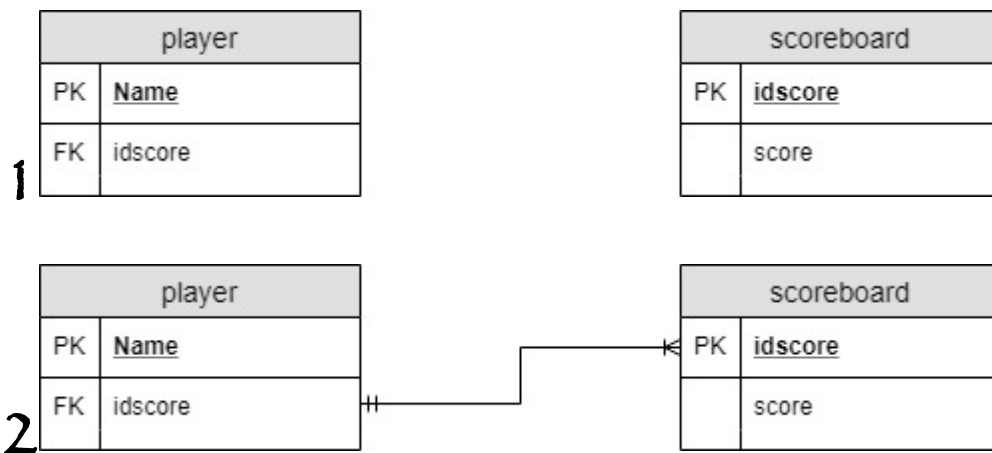 player scoreboard
PK Name PK idscore
FK idscore score
1
player scoreboard
PK Name PK idscore
FK idscore score
2